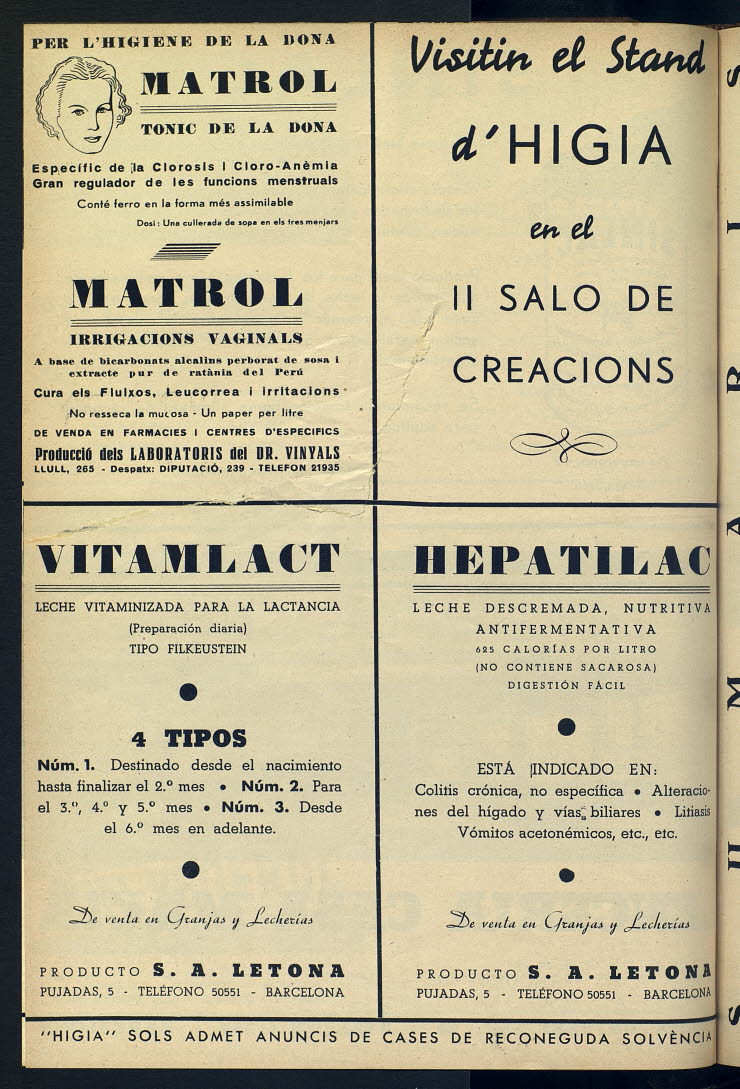 PER L'HIGIENE DE LA DONA
MATROL
TONIC DE LA DONA
Específic de la Clorosis i Cloro-Anèmia
Gran regulador de les funcions menstruals
Conté ferro en la forma més assimilable
Dosi: Una cullerada de sopa en els tres menjars
MATROL
IRRIGACIONS VAGINALS
A base de bicarbonats alcalins perborat de sosa i
extracte pur de ratània del Perú
Cura els Fluixos, Leucorrea i irritacions
No resseca la mucosa - Un paper per litre
DE VENDA EN FARMACIES I CENTRES D'ESPECIFICS
Producció dels LABORATORIS del DR. VINYALS
LLULL, 265 - Despatx: DIPUTACIÓ, 239 - TELEFON 21935
Visitin el Stand
d'HIGIA
en el
II SALO DE
CREACIONS
VITAMLACT
LECHE VITAMINIZADA PARA LA LACTANCIA
(Preparación diaria)
TIPO FILKEUSTEIN
4 TIPOS
Núm. 1. Destinado desde el nacimiento
hasta finalizar el 2.º mes • Núm. 2. Para
el 3.º, 4.º y 5.º mes • Núm. 3. Desde
el 6.º mes en adelante.
De venta en Granjas y Lecherías
PRODUCTO S. A. LETONA
PUJADAS, 5 - TELÉFONO 50551 - BARCELONA
HEPATILAC
LECHE DESCREMADA, NUTRITIVA
ANTIFERMENTATIVA
625 CALORÍAS POR LITRO
(NO CONTIENE SACAROSA)
DIGESTIÓN FÁCIL
ESTÁ INDICADO EN:
Colitis crónica, no específica • Alteracio-
nes del hígado y vías biliares • Litiasis
Vómitos acetonémicos, etc., etc.
De venta en Granjas y Lecherías
PRODUCTO S. A. LETONA
PUJADAS, 5 - TELÉFONO 50551 - BARCELONA
"HIGIA" SOLS ADMET ANUNCIS DE CASES DE RECONEGUDA SOLVÈNCIA
SUMARIS